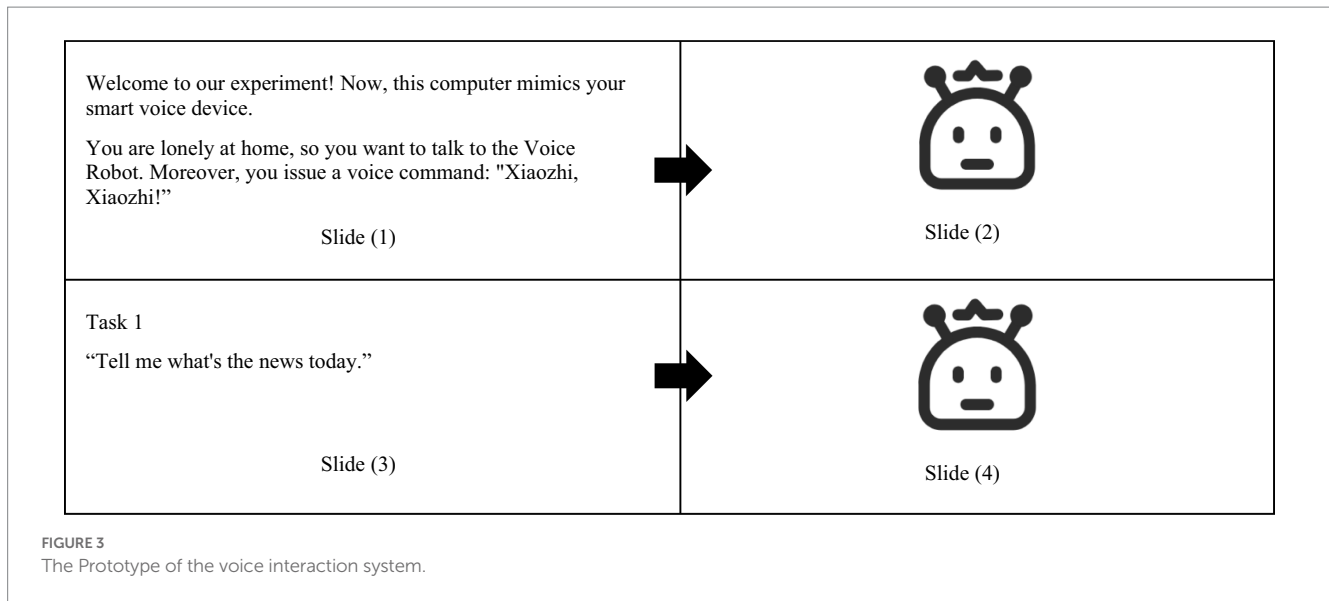 Welcome to our experiment! Now, this computer mimics your
smart voice device.
You are lonely at home, so you want to talk to the Voice
Robot. Moreover, you issue a voice command: "Xiaozhi,
Xiaozhi!”
Slide (1)
Slide (2)
Task 1
“Tell me what's the news today.”
Slide (3)
Slide (4)
FIGURE 3
The Prototype of the voice interaction system.